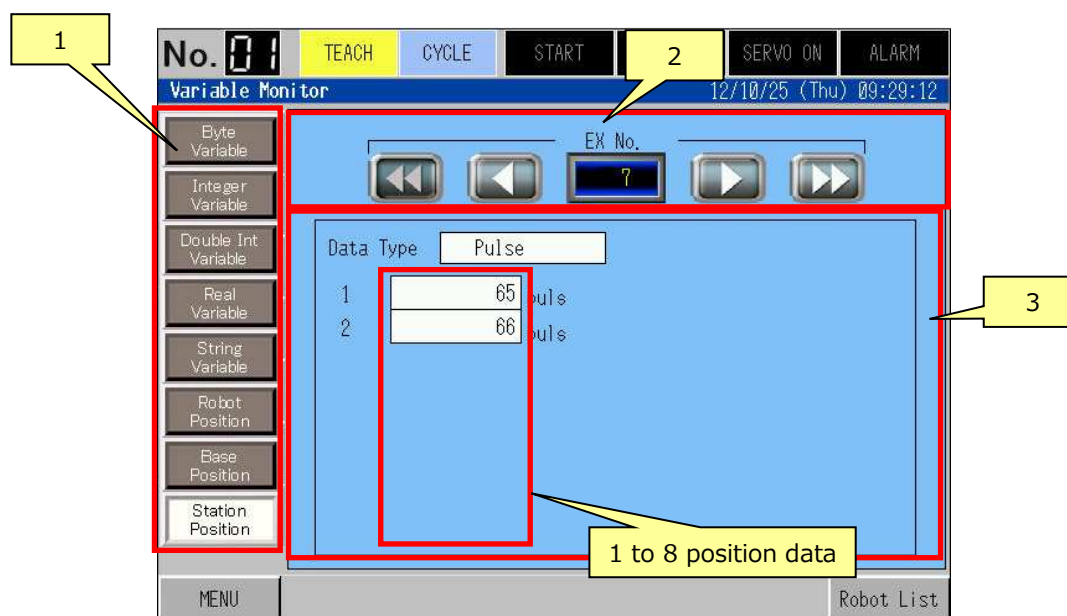 1
No. 01
TEACH
CYCLE
START
2
SERVO ON
ALARM
Variable Monitor
12/10/25 (Thu) 09:29:12
Byte
Variable
Integer
Variable
Double Int
Variable
Real
Variable
String
Variable
Robot
Position
Base
Position
Station
Position
EX No.
7
Data Type Pulse
1 65 puls
2 66 puls
3
1 to 8 position data
MENU
Robot List